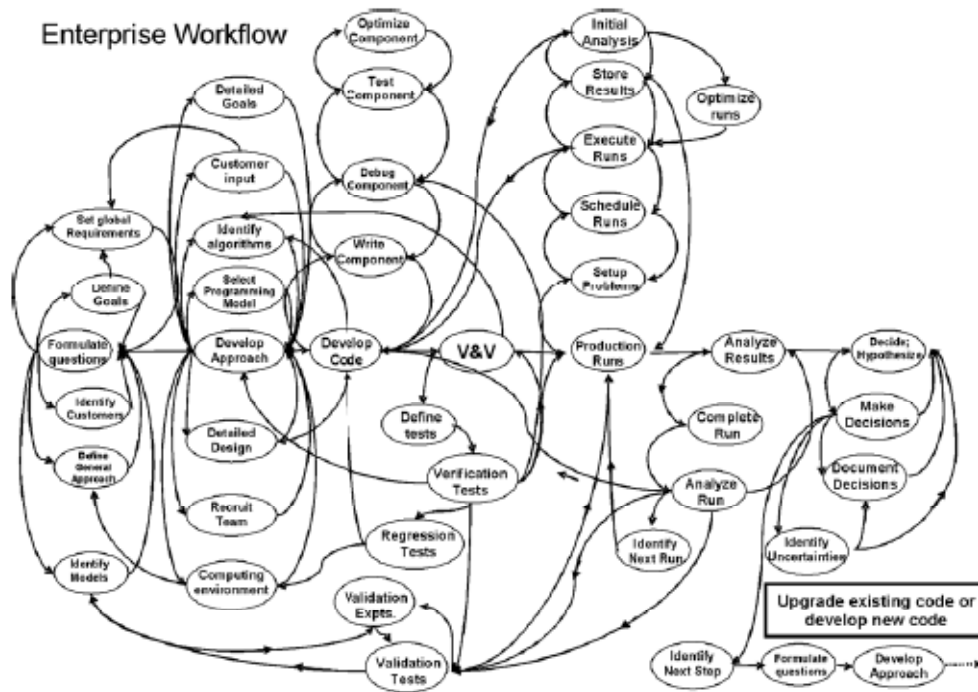 Enterprise Workflow
Optimize
Component
Test
Component
Debug
Component
Write
Component
Initial
Analysis
Store
Results
Optimize
runs
Execute
Runs
Schedule
Runs
Setup
Problems
Detailed
Goals
Customer
input
Set global
Requirements
Identify
algorithms
Define
Goals
Select
Programming
Model
Formulate
questions
Develop
Approach
Develop
Code
V&V
Production
Runs
Analyze
Results
Decide;
Hypothesize
Identify
Customers
Define
tests
Complete
Run
Make
Decisions
Define
General
Approach
Detailed
Design
Verification
Tests
Analyze
Run
Document
Decisions
Recruit
Team
Regression
Tests
Identify
Next Run
Identify
Uncertainties
Identify
Models
Computing
environment
Validation
Expts.
Validation
Tests
Upgrade existing code or
develop new code
Identify
Next Step
Formulate
questions
Develop
Approach